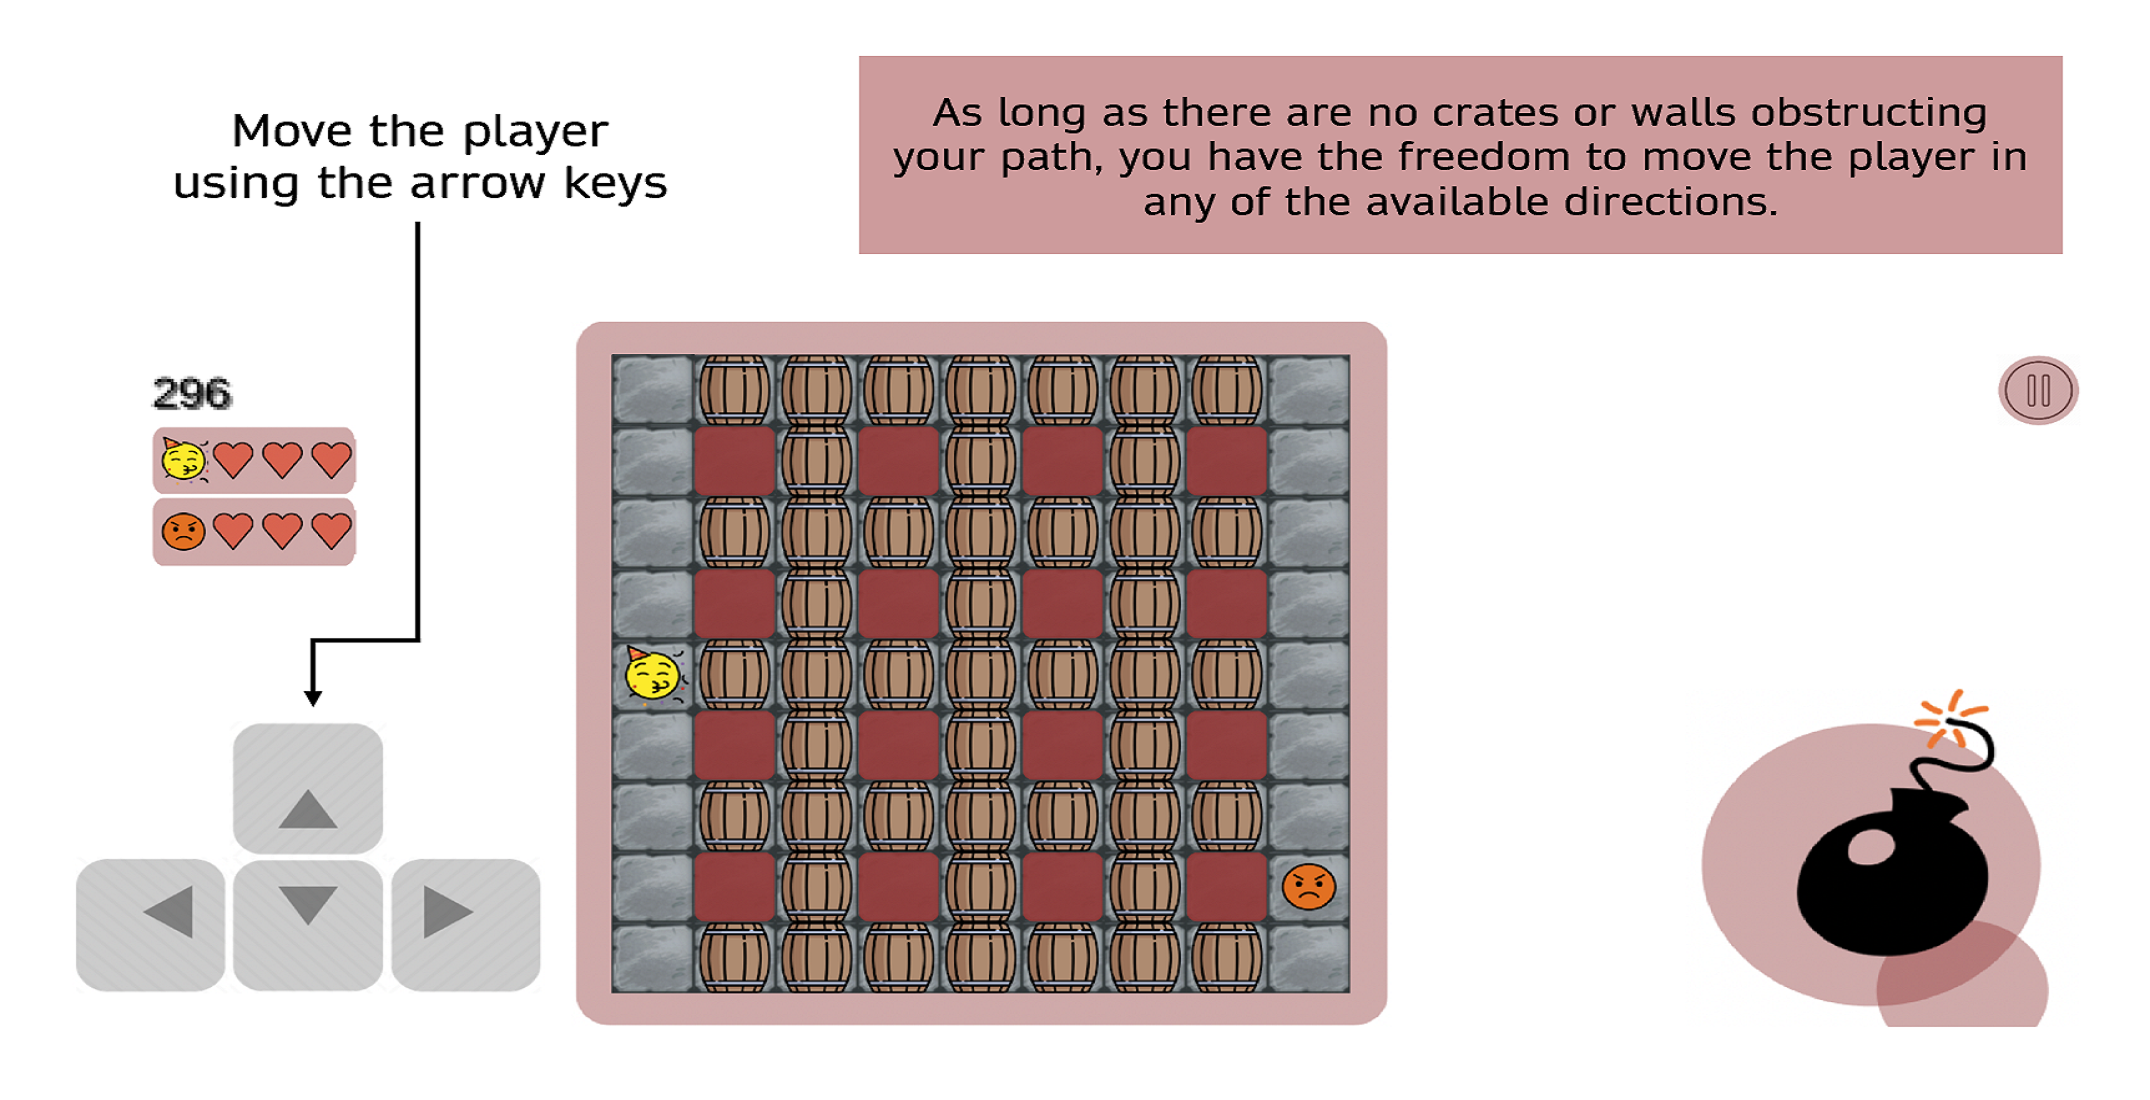 Move the player
using the arrow keys
As long as there are no crates or walls obstructing
your path, you have the freedom to move the player in
any of the available directions.
296